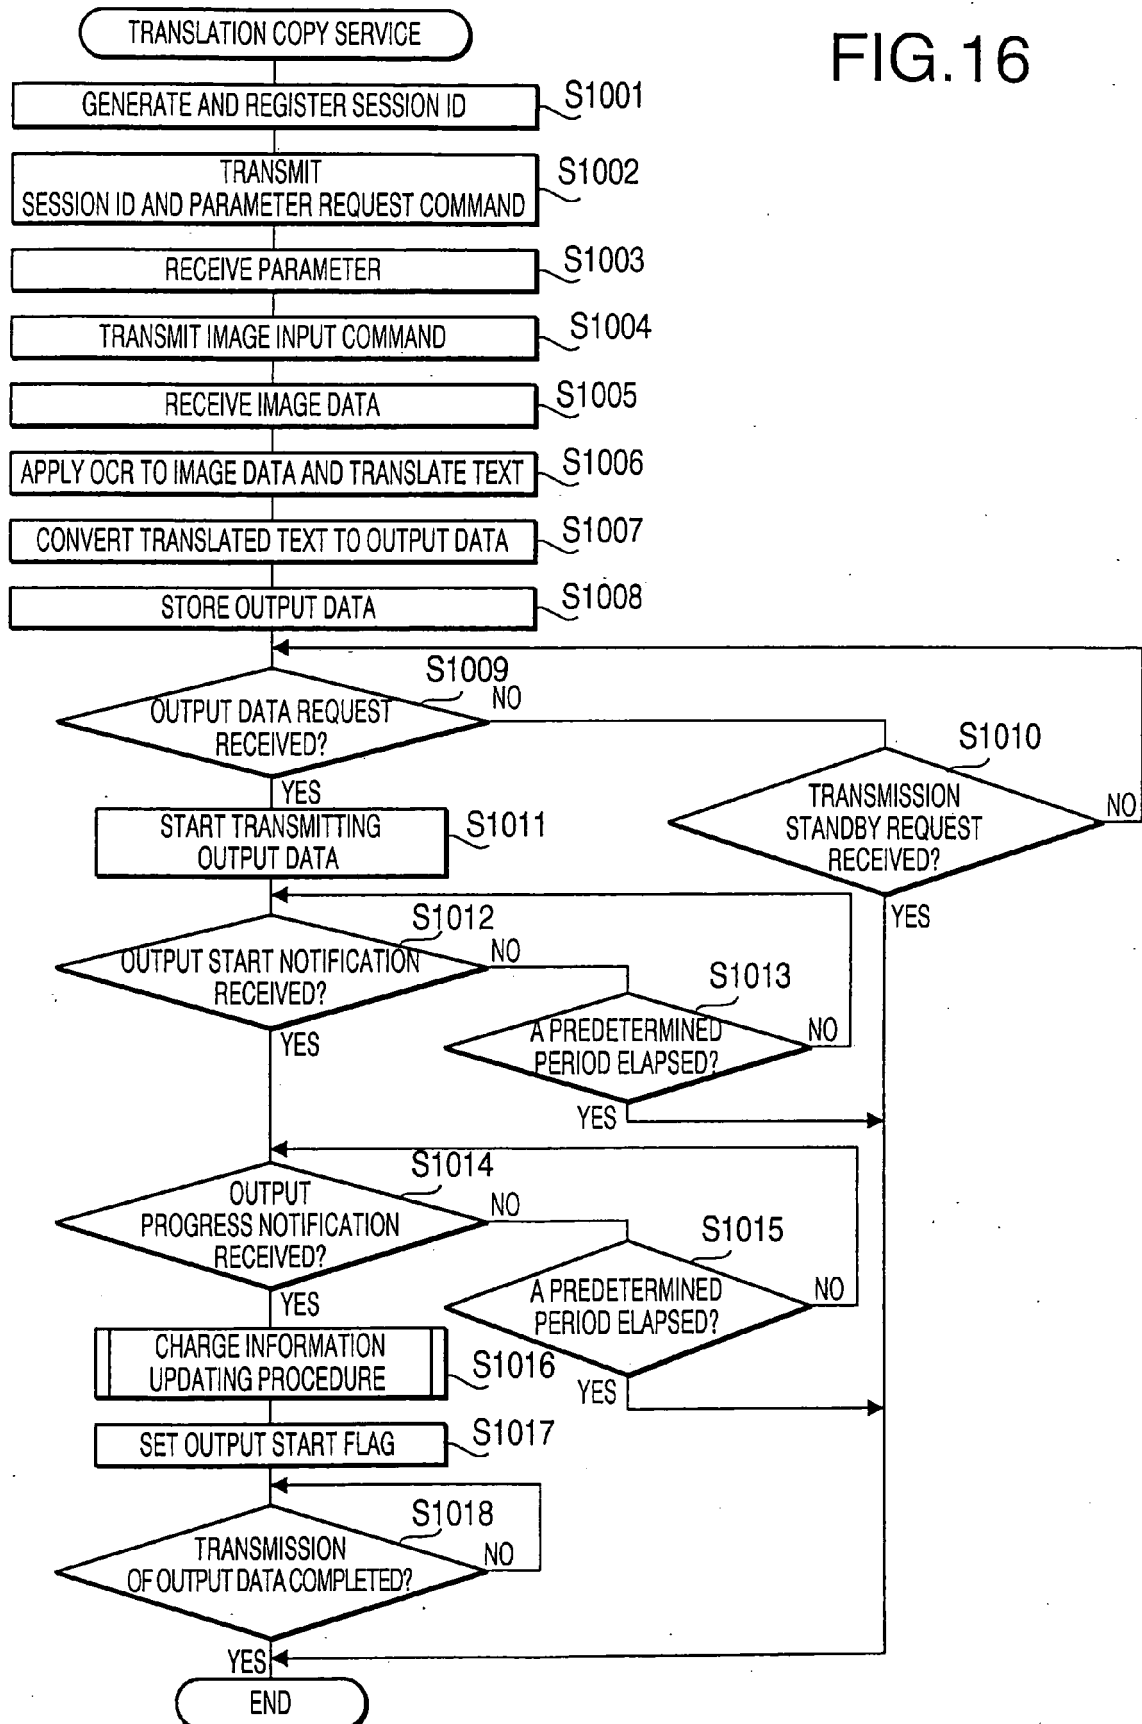 TRANSLATION COPY SERVICE
FIG.16
GENERATE AND REGISTER SESSION ID
S1001
TRANSMIT
SESSION ID AND PARAMETER REQUEST COMMAND
S1002
RECEIVE PARAMETER
S1003
TRANSMIT IMAGE INPUT COMMAND
S1004
RECEIVE IMAGE DATA
S1005
APPLY OCR TO IMAGE DATA AND TRANSLATE TEXT
S1006
CONVERT TRANSLATED TEXT TO OUTPUT DATA
S1007
STORE OUTPUT DATA
S1008
S1009
OUTPUT DATA REQUEST
RECEIVED?
NO
YES
S1010
TRANSMISSION
STANDBY REQUEST
RECEIVED?
NO
YES
START TRANSMITTING
OUTPUT DATA
S1011
S1012
OUTPUT START NOTIFICATION
RECEIVED?
NO
YES
S1013
A PREDETERMINED
PERIOD ELAPSED?
NO
YES
S1014
OUTPUT
PROGRESS NOTIFICATION
RECEIVED?
NO
YES
S1015
A PREDETERMINED
PERIOD ELAPSED?
NO
YES
CHARGE INFORMATION
UPDATING PROCEDURE
S1016
SET OUTPUT START FLAG
S1017
S1018
TRANSMISSION
OF OUTPUT DATA COMPLETED?
NO
YES
END